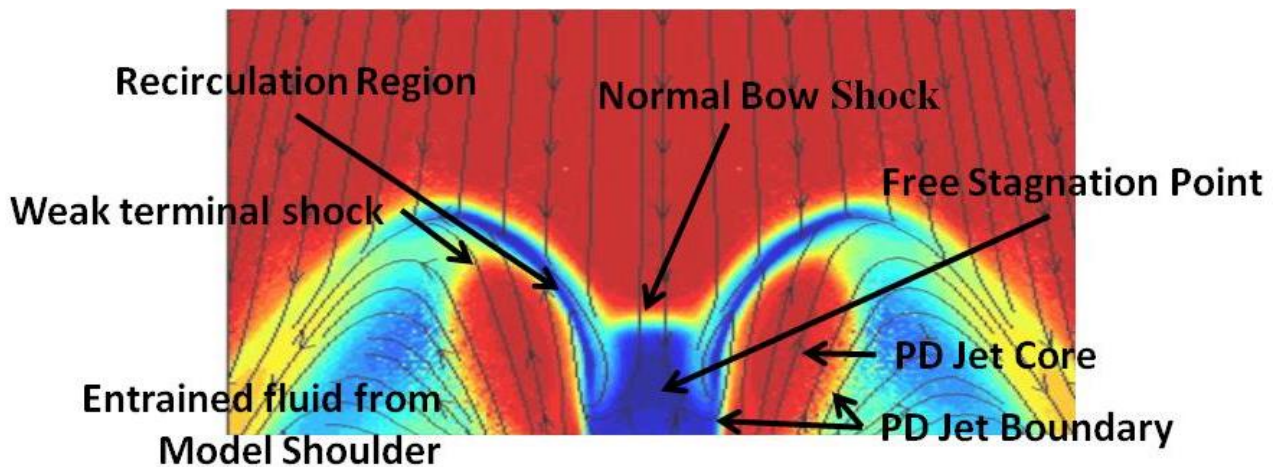 Recirculation Region
Normal Bow Shock
Free Stagnation Point
Weak terminal shock
PD Jet Core
Entrained fluid from
Model Shoulder
PD Jet Boundary